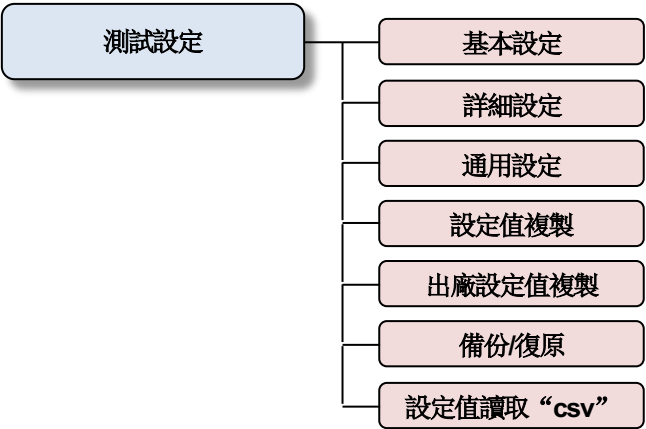 測試設定
基本設定
詳細設定
通用設定
設定值複製
出廠設定值複製
備份/復原
設定值讀取“csv”